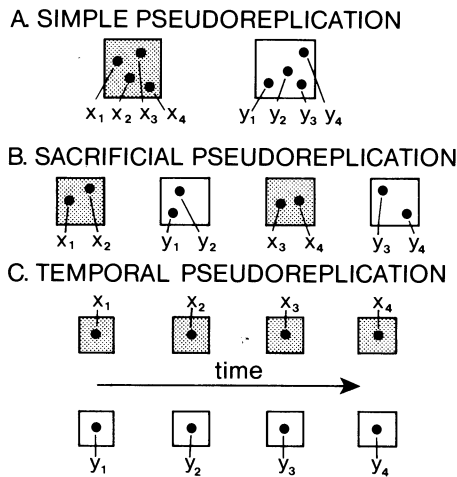 A. SIMPLE PSEUDOREPLICATION
x₁ x₂ x₃ x₄ y₁ y₂ y₃ y₄
B. SACRIFICIAL PSEUDOREPLICATION
x₁ x₂ y₁ y₂ x₃ x₄ y₃ y₄
C. TEMPORAL PSEUDOREPLICATION
x₁ x₂ x₃ x₄
time
y₁ y₂ y₃ y₄